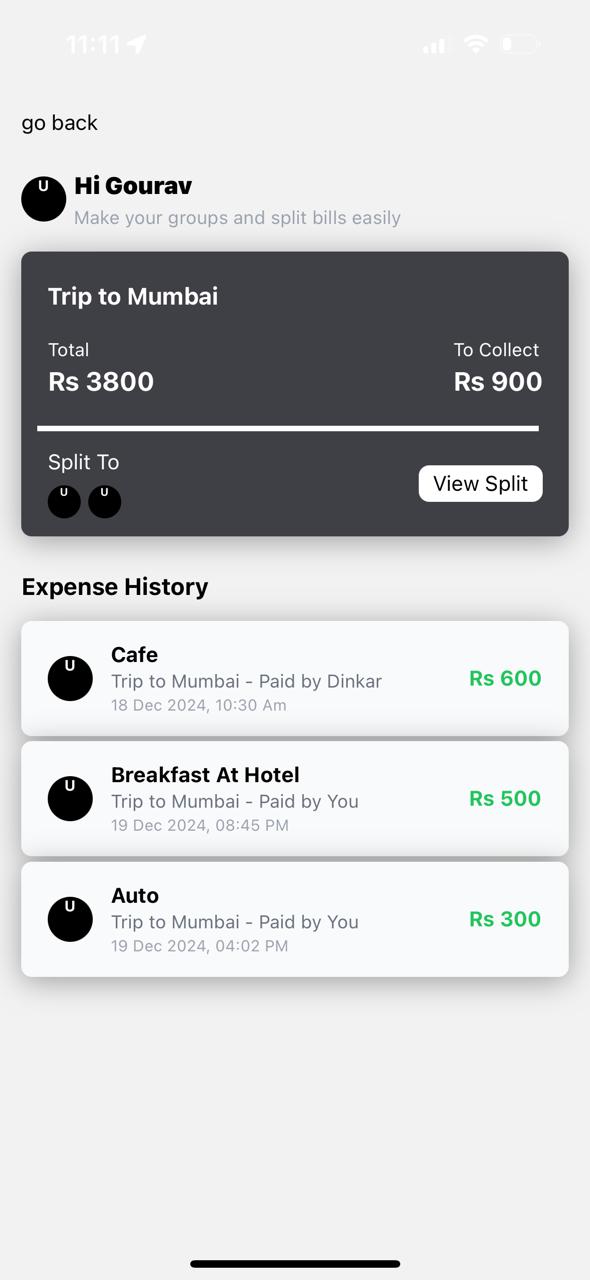 11:11
go back
U
Hi Gourav
Make your groups and split bills easily
Trip to Mumbai
Total
To Collect
Rs 3800
Rs 900
Split To
U U
View Split
Expense History
U
Cafe
Trip to Mumbai - Paid by Dinkar
18 Dec 2024, 10:30 Am
Rs 600
U
Breakfast At Hotel
Trip to Mumbai - Paid by You
19 Dec 2024, 08:45 PM
Rs 500
U
Auto
Trip to Mumbai - Paid by You
19 Dec 2024, 04:02 PM
Rs 300